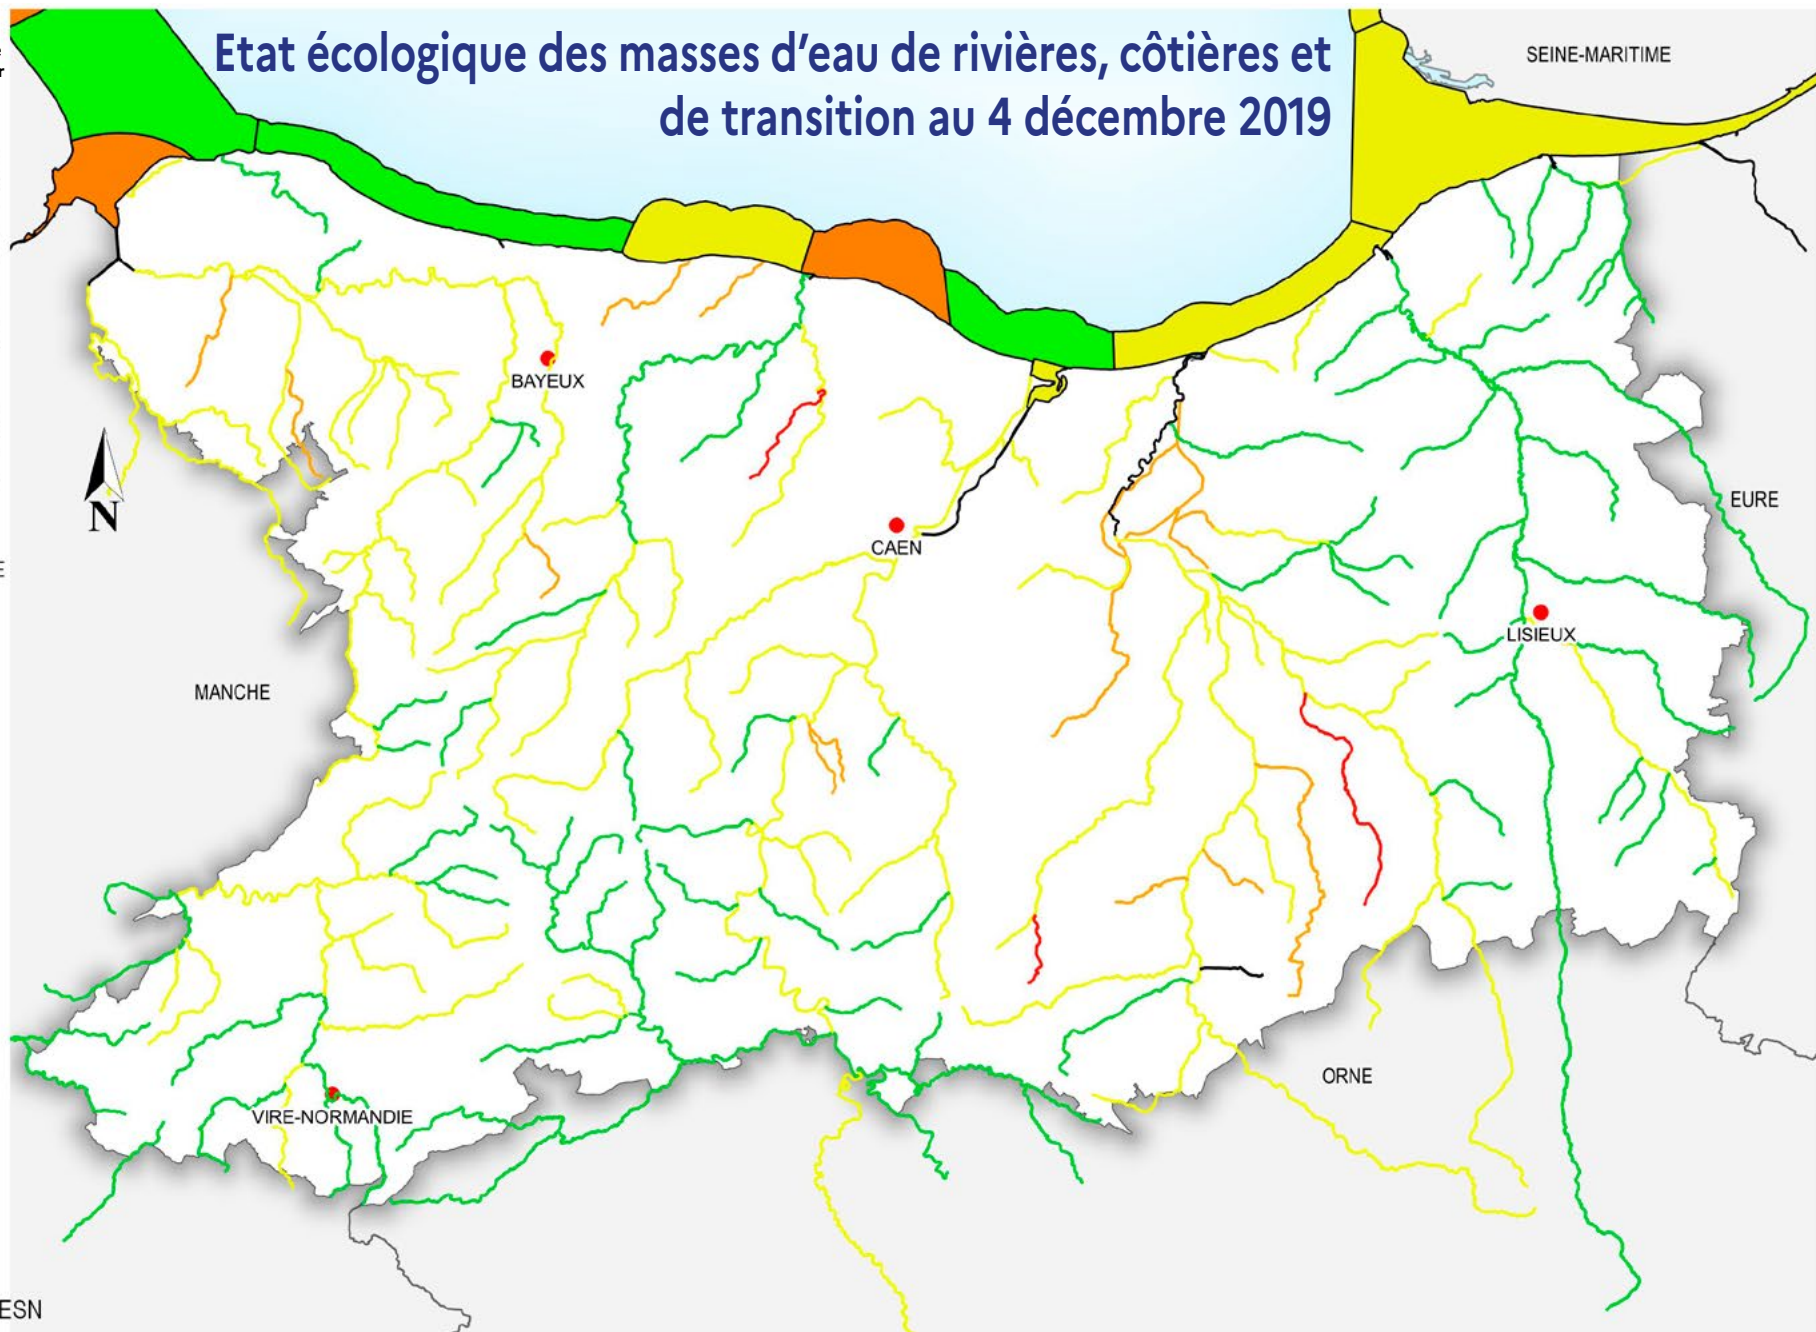 Etat écologique des masses d'eau de rivières, côtières et
de transition au 4 décembre 2019
SEINE-MARITIME
BAYEUX
N
CAEN
EURE
LISIEUX
MANCHE
ORNE
VIRE-NORMANDIE
ESN